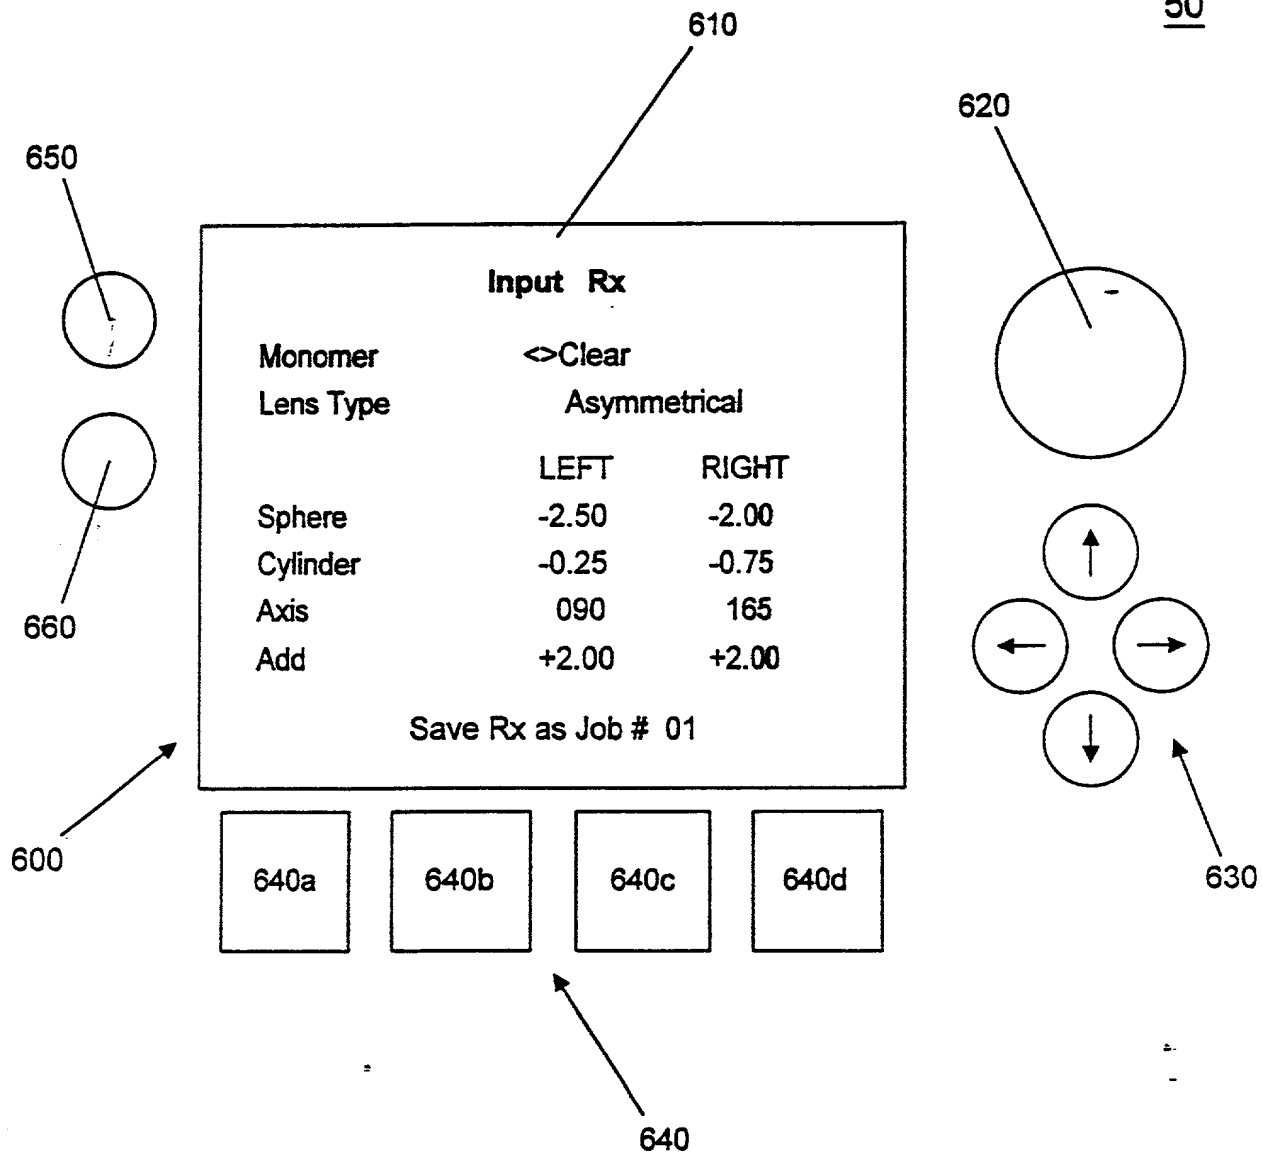 50
610
620
650
Input Rx
Monomer <>Clear
Lens Type Asymmetrical
LEFT RIGHT
Sphere -2.50 -2.00
Cylinder -0.25 -0.75
Axis 090 165
Add +2.00 +2.00
Save Rx as Job # 01
660
600
630
640a 640b 640c 640d
640